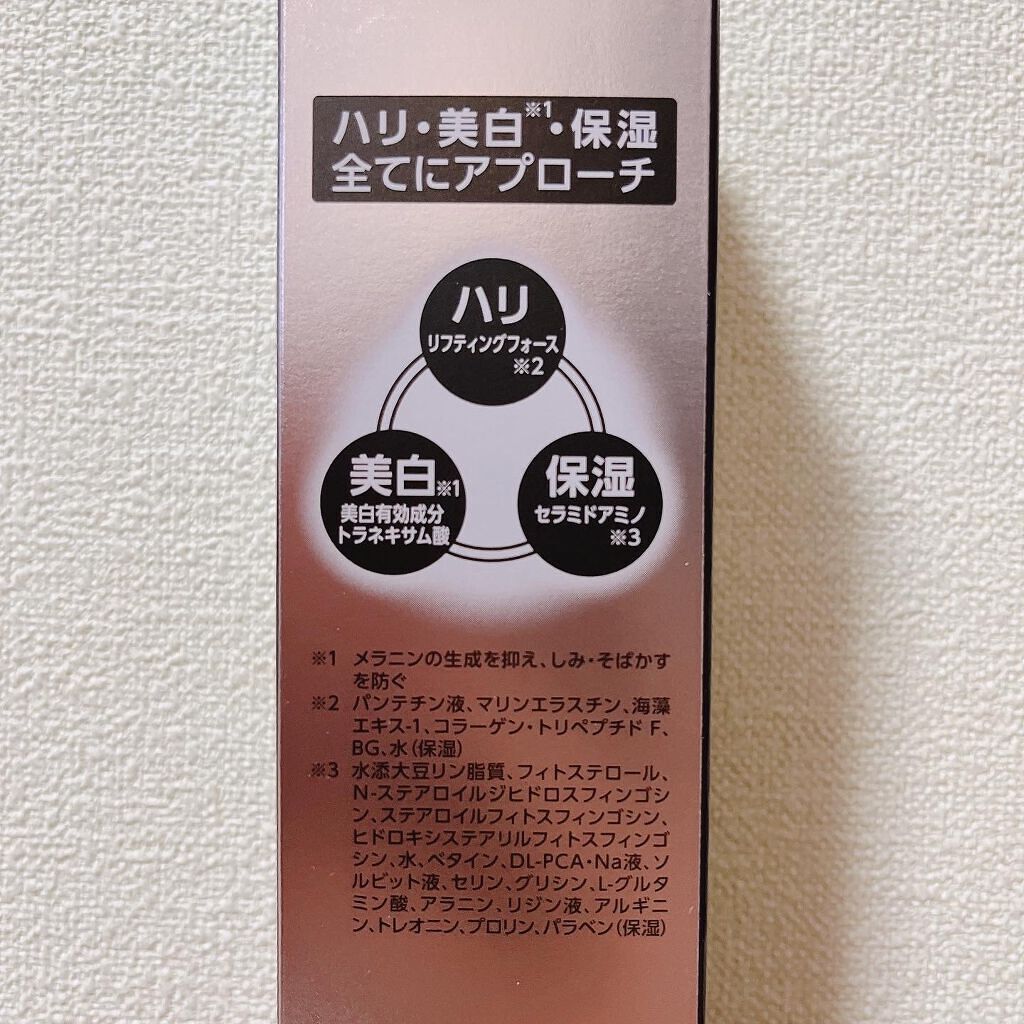 ハリ・美白※1・保湿
全てにアプローチ
ハリ
リフティングフォース
※2
美白※1
美白有効成分
トラネキサム酸
保湿
セラミドアミノ
※3
※1 メラニンの生成を抑え、しみ・そばかす
を防ぐ
※2 パンテチン液、マリンエラスチン、海藻
エキス-1、コラーゲン・トリペプチド F、
BG、水（保湿）
※3 水添大豆リン脂質、フィトステロール、
N-ステアロイルジヒドロスフィンゴシ
ン、ステアロイルフィトスフィンゴシン、
ヒドロキシステアリルフィトスフィンゴ
シン、水、ベタイン、DL-PCA・Na液、ソ
ルビット液、セリン、グリシン、L-グルタ
ミン酸、アラニン、リジン液、アルギニ
ン、トレオニン、プロリン、パラベン（保湿）